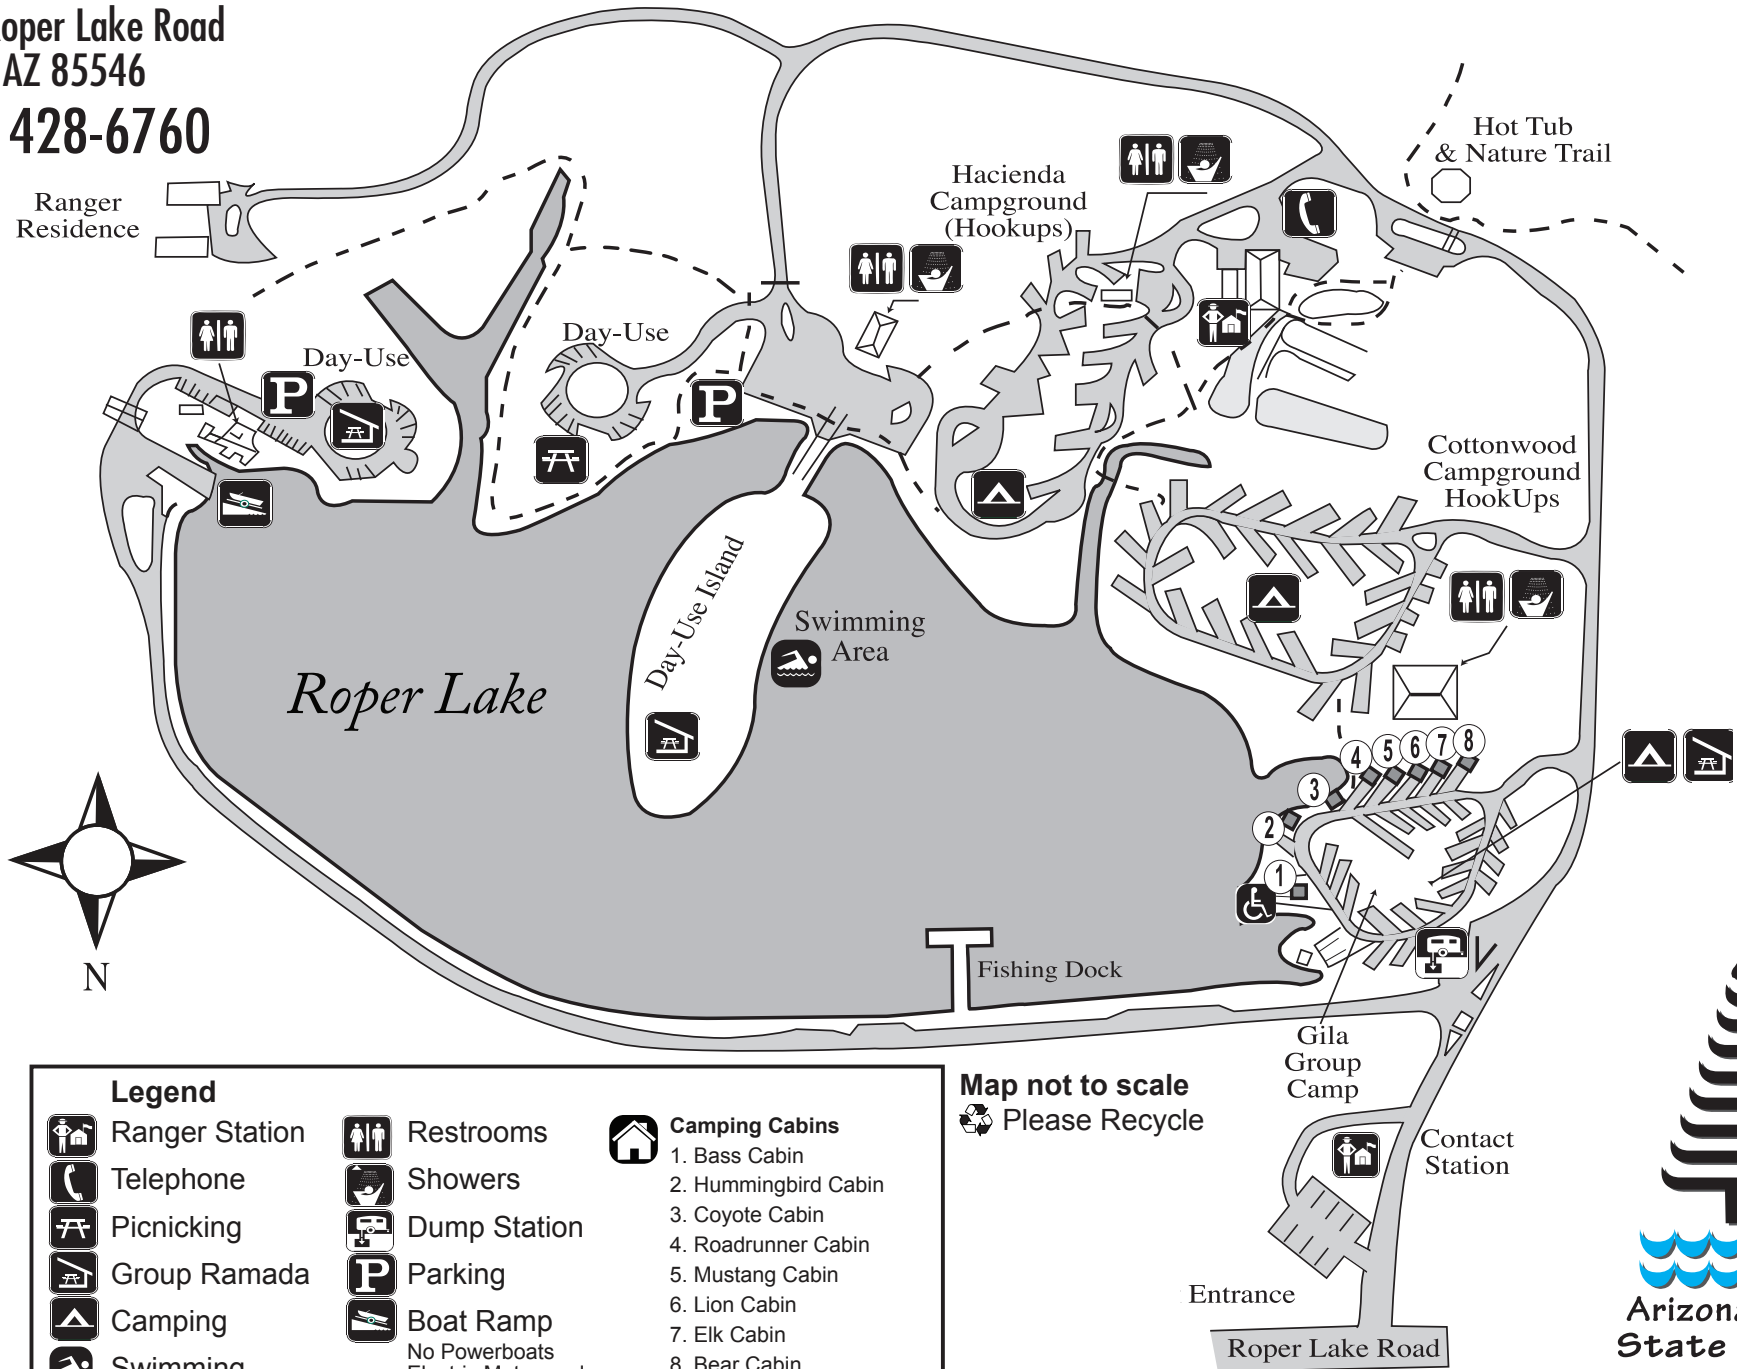 oper Lake Road
AZ 85546
428-6760
Ranger
Residence
Hot Tub
& Nature Trail
Hacienda
Campground
(Hookups)
Day-Use
Day-Use
P
P
Cottonwood
Campground
HookUps
Day-Use Island
Swimming
Area
Roper Lake
4
5
6
7
8
3
2
1
N
Fishing Dock
Gila
Group
Camp
Map not to scale
Please Recycle
Contact
Station
Entrance
Roper Lake Road
Arizona
State
Legend
Ranger Station
Telephone
Picnicking
Group Ramada
Camping
Swimming
Restrooms
Showers
Dump Station
P Parking
Boat Ramp
No Powerboats
Camping Cabins
1. Bass Cabin
2. Hummingbird Cabin
3. Coyote Cabin
4. Roadrunner Cabin
5. Mustang Cabin
6. Lion Cabin
7. Elk Cabin
8. Bear Cabin